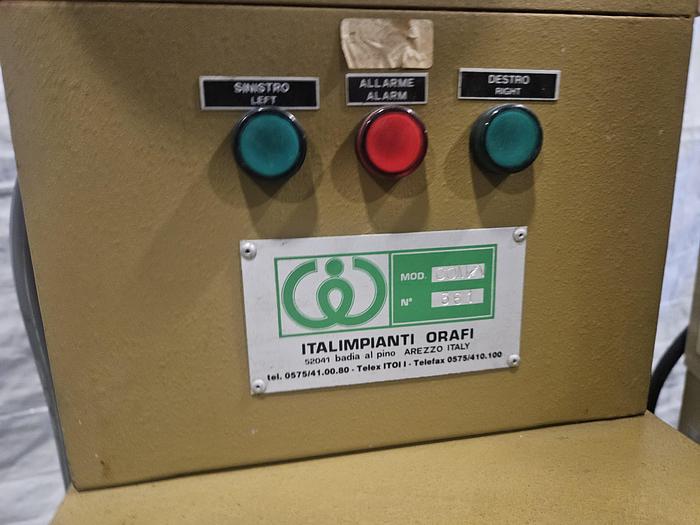 SINISTRO
LEFT
ALLARME
ALARM
DESTRO
RIGHT
MOD.
N° 361
ITALIMPIANTI ORAFI
52041 badia al pino AREZZO ITALY
tel. 0575/41.00.80 - Telex ITOI I - Telefax 0575/410.100